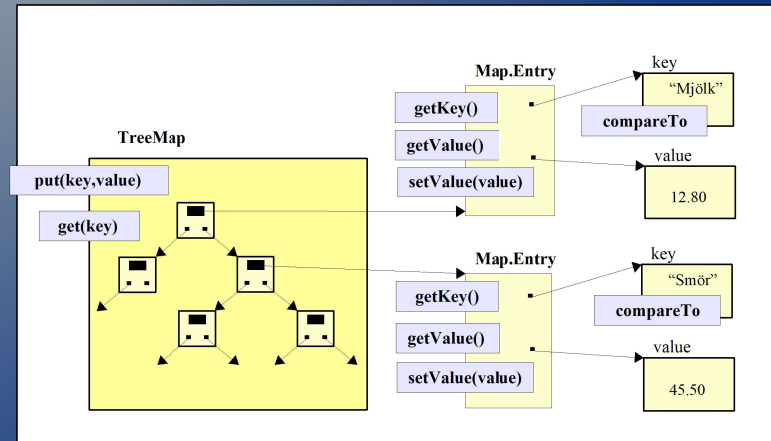 TreeMap
put(key,value)
get(key)
Map.Entry
getKey()
getValue()
setValue(value)
key
“Mjölk”
compareTo
value
12.80
Map.Entry
getKey()
getValue()
setValue(value)
key
“Smör”
compareTo
value
45.50